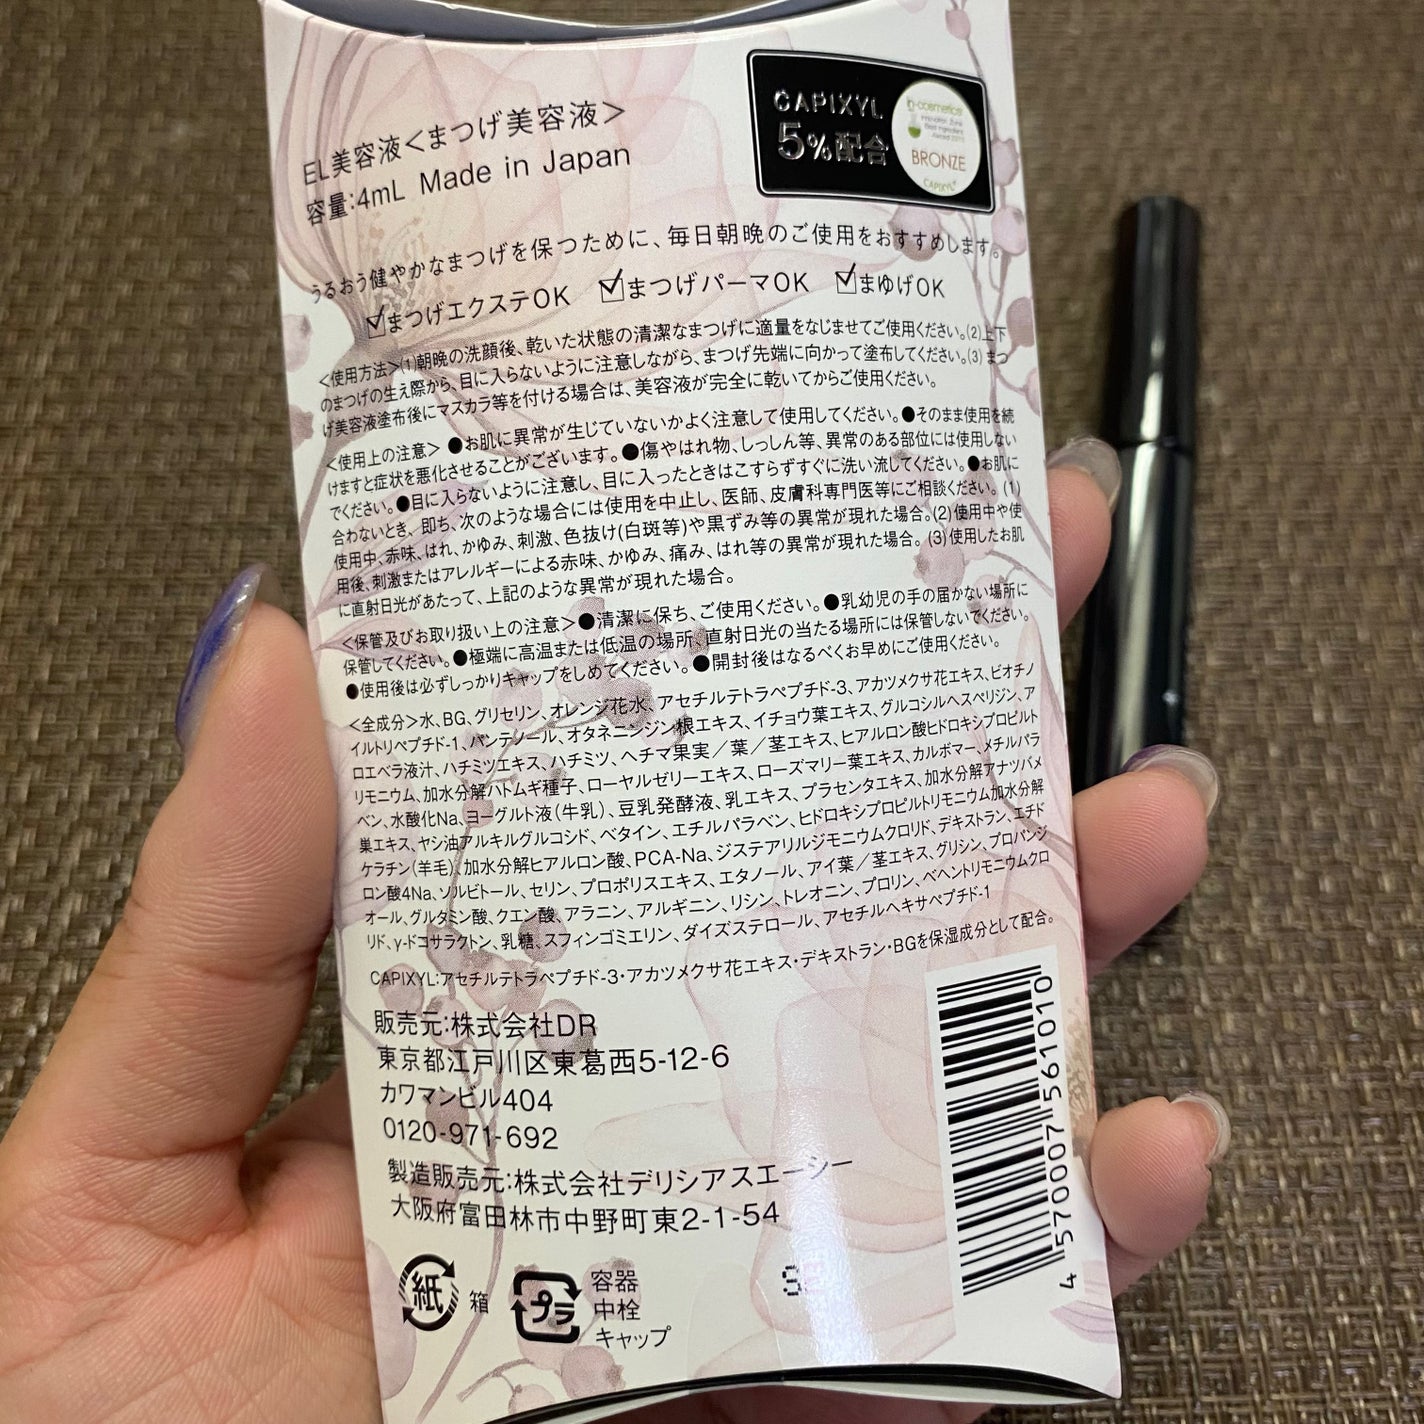 EL美容液<まつげ美容液>
容量:4mL Made in Japan
CAPIXYL
5%配合
in-cosmetics
BRONZE
CAPIXYL
うるおう健やかなまつげを保つために、毎日朝晩のご使用をおすすめします。
まつげエクステOK まつげパーマOK まゆげOK
<使用方法>(1)朝晩の洗顔後、乾いた状態の清潔なまつげに適量をなじませてご使用ください。(2)上下
のまつげの生え際から、目に入らないように注意しながら、まつげ先端に向かって塗布してください。(3)まつ
げ美容液塗布後にマスカラ等を付ける場合は、美容液が完全に乾いてからご使用ください。
<使用上の注意> ●お肌に異常が生じていないかよく注意して使用してください。●そのまま使用を続
けますと症状を悪化させることがございます。●傷やはれ物、しっしん等、異常のある部位には使用しない
でください。●目に入らないように注意し、目に入ったときはこすらずすぐに洗い流してください。●お肌に
合わないとき、即ち、次のような場合には使用を中止し、医師、皮膚科専門医等にご相談ください。(1)
使用中、赤味、はれ、かゆみ、刺激、色抜け(白斑等)や黒ずみ等の異常が現れた場合。(2)使用中や使
用後、刺激またはアレルギーによる赤味、かゆみ、痛み、はれ等の異常が現れた場合。(3)使用したお肌
に直射日光があたって、上記のような異常が現れた場合。
<保管及びお取り扱い上の注意>●清潔に保ち、ご使用ください。●乳幼児の手の届かない場所に
保管してください。●極端に高温または低温の場所、直射日光の当たる場所には保管しないでください。
●使用後は必ずしっかりキャップをしめてください。●開封後はなるべくお早めにご使用ください。
<全成分>水、BG、グリセリン、オレンジ花水、アセチルテトラペプチド-3、アカツメクサ花エキス、ビオチノ
イルトリペプチド-1、パンテノール、オタネニンジン根エキス、イチョウ葉エキス、グルコシルヘスペリジン、ア
ロエベラ液汁、ハチミツエキス、ハチミツ、ヘチマ果実/葉/茎エキス、ヒアルロン酸ヒドロキシプロピルト
リモニウム、加水分解ハトムギ種子、ローヤルゼリーエキス、ローズマリー葉エキス、カルボマー、メチルパラ
ベン、水酸化Na、ヨーグルト液(牛乳)、豆乳発酵液、乳エキス、プラセンタエキス、加水分解アナツバメ
巣エキス、ヤシ油アルキルグルコシド、ベタイン、エチルパラベン、ヒドロキシプロピルトリモニウム加水分解
ケラチン(羊毛)、加水分解ヒアルロン酸、PCA-Na、ジステアリルジモニウムクロリド、デキストラン、エチド
ロン酸4Na、ソルビトール、セリン、プロポリスエキス、エタノール、アイ葉/茎エキス、グリシン、プロパンジ
オール、グルタミン酸、クエン酸、アラニン、アルギニン、リシン、トレオニン、プロリン、ベヘントリモニウムクロ
リド、γ-ドコサラクトン、乳糖、スフィンゴミエリン、ダイズステロール、アセチルヘキサペプチド-1
CAPIXYL:アセチルテトラペプチド-3・アカツメクサ花エキス・デキストラン・BGを保湿成分として配合。
販売元:株式会社DR
東京都江戸川区東葛西5-12-6
カワマンビル404
0120-971-692
製造販売元:株式会社デリシアスエーシー
大阪府富田林市中野町東2-1-54
紙 箱
プラ 容器
中栓
キャップ
4 570007 561010